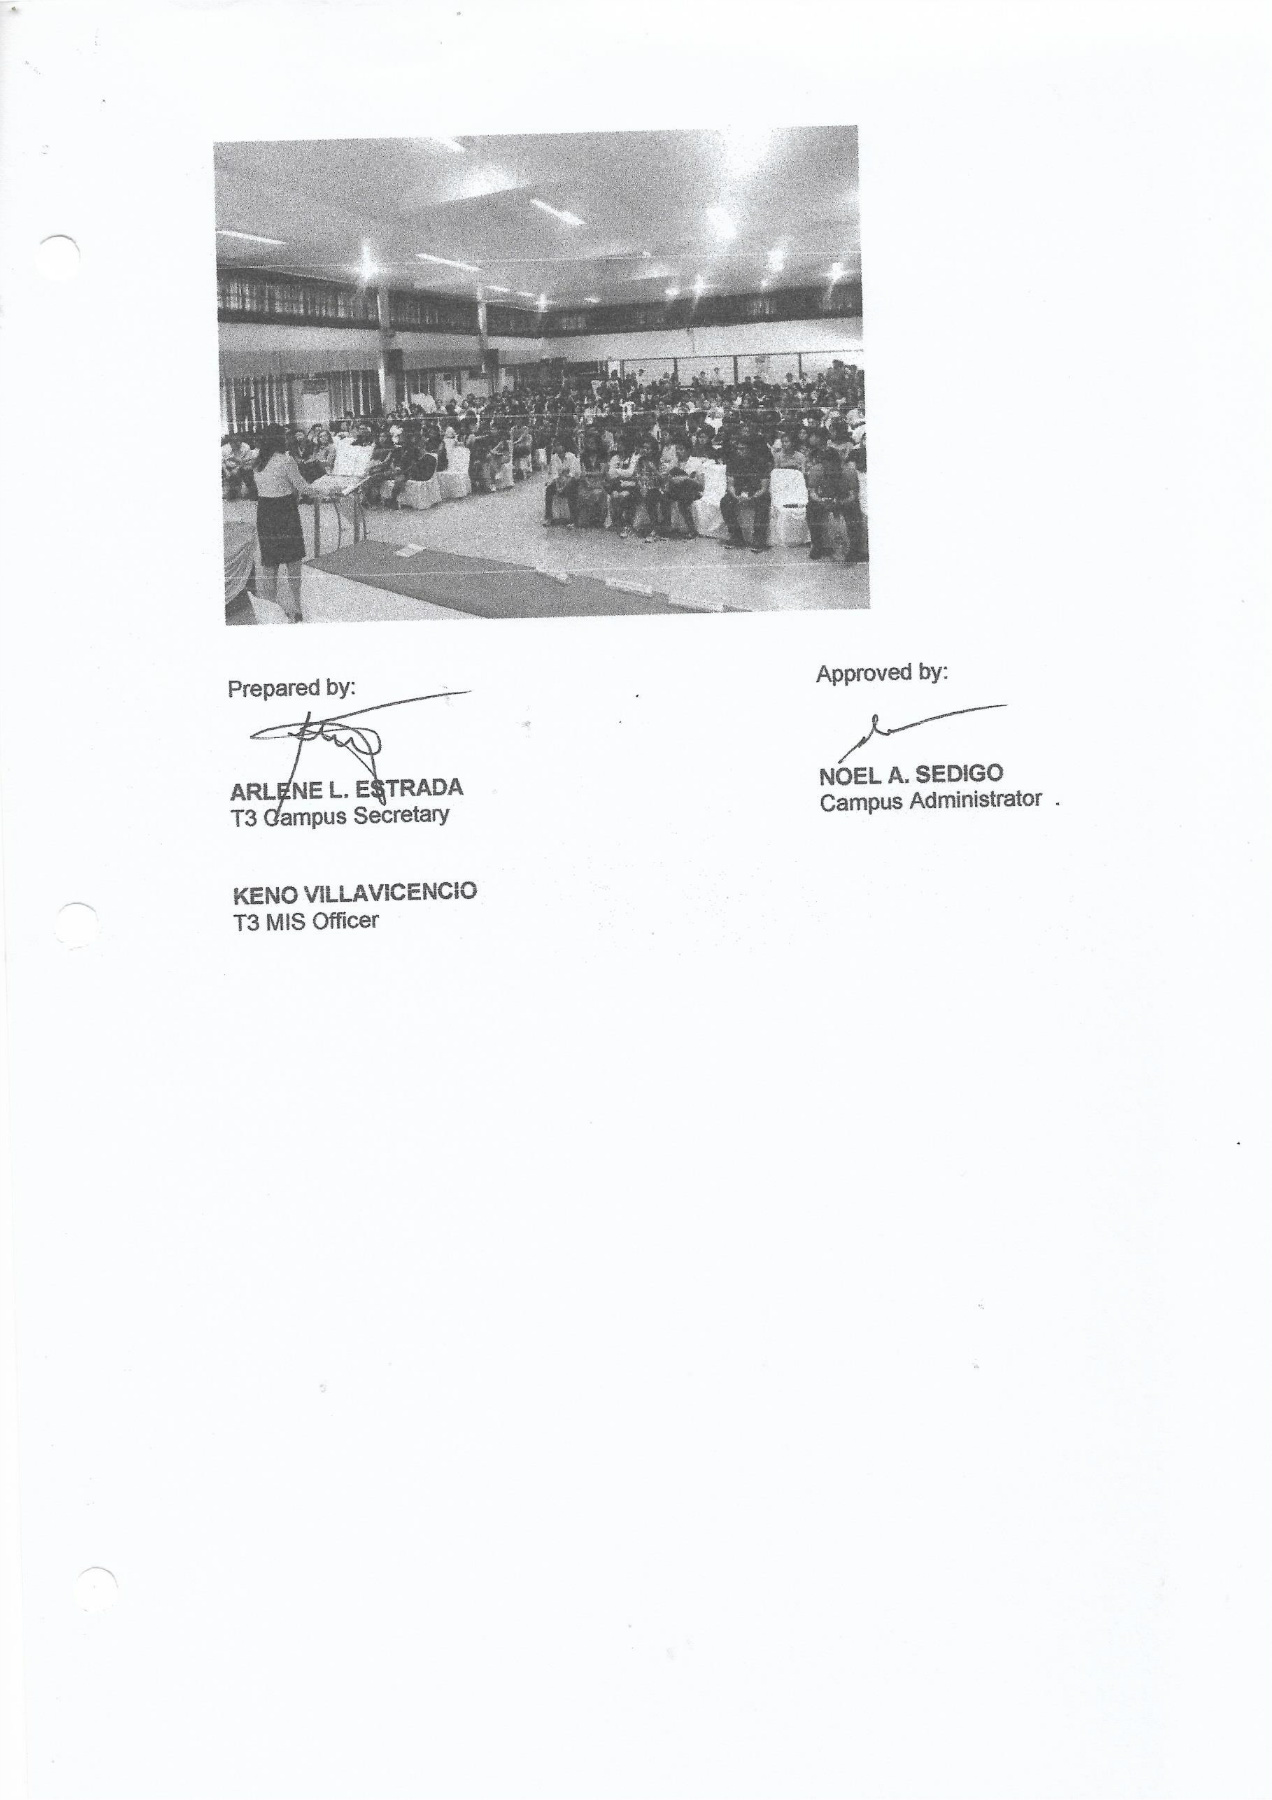 Prepared by:
Approved by:
ARLENE L. ESTRADA
T3 Campus Secretary
NOEL A. SEDIGO
Campus Administrator
KENO VILLAVICENCIO
T3 MIS Officer